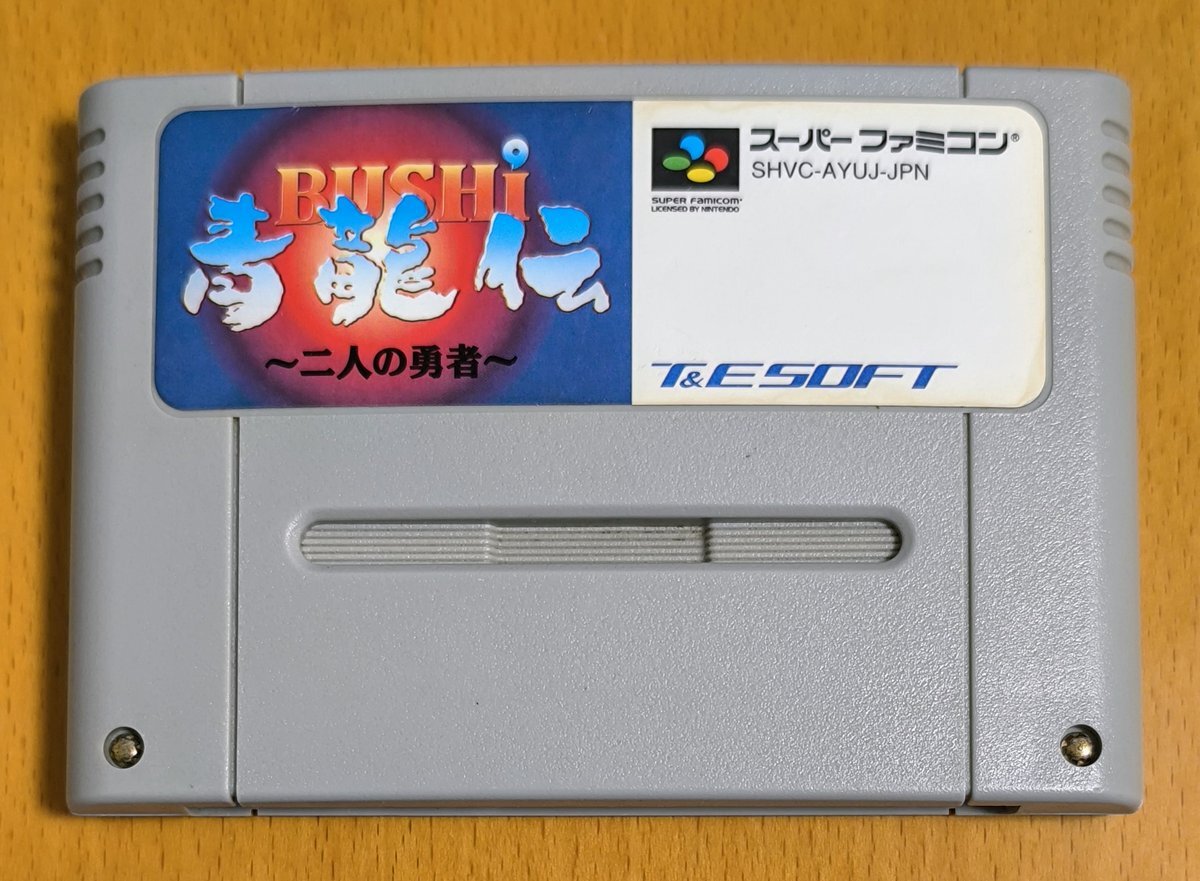 BUSHi
青龍伝
～二人の勇者～
スーパーファミコン®
SHVC-AYUJ-JPN
SUPER FAMICOM
LICENSED BY NINTENDO
T&ESOFT